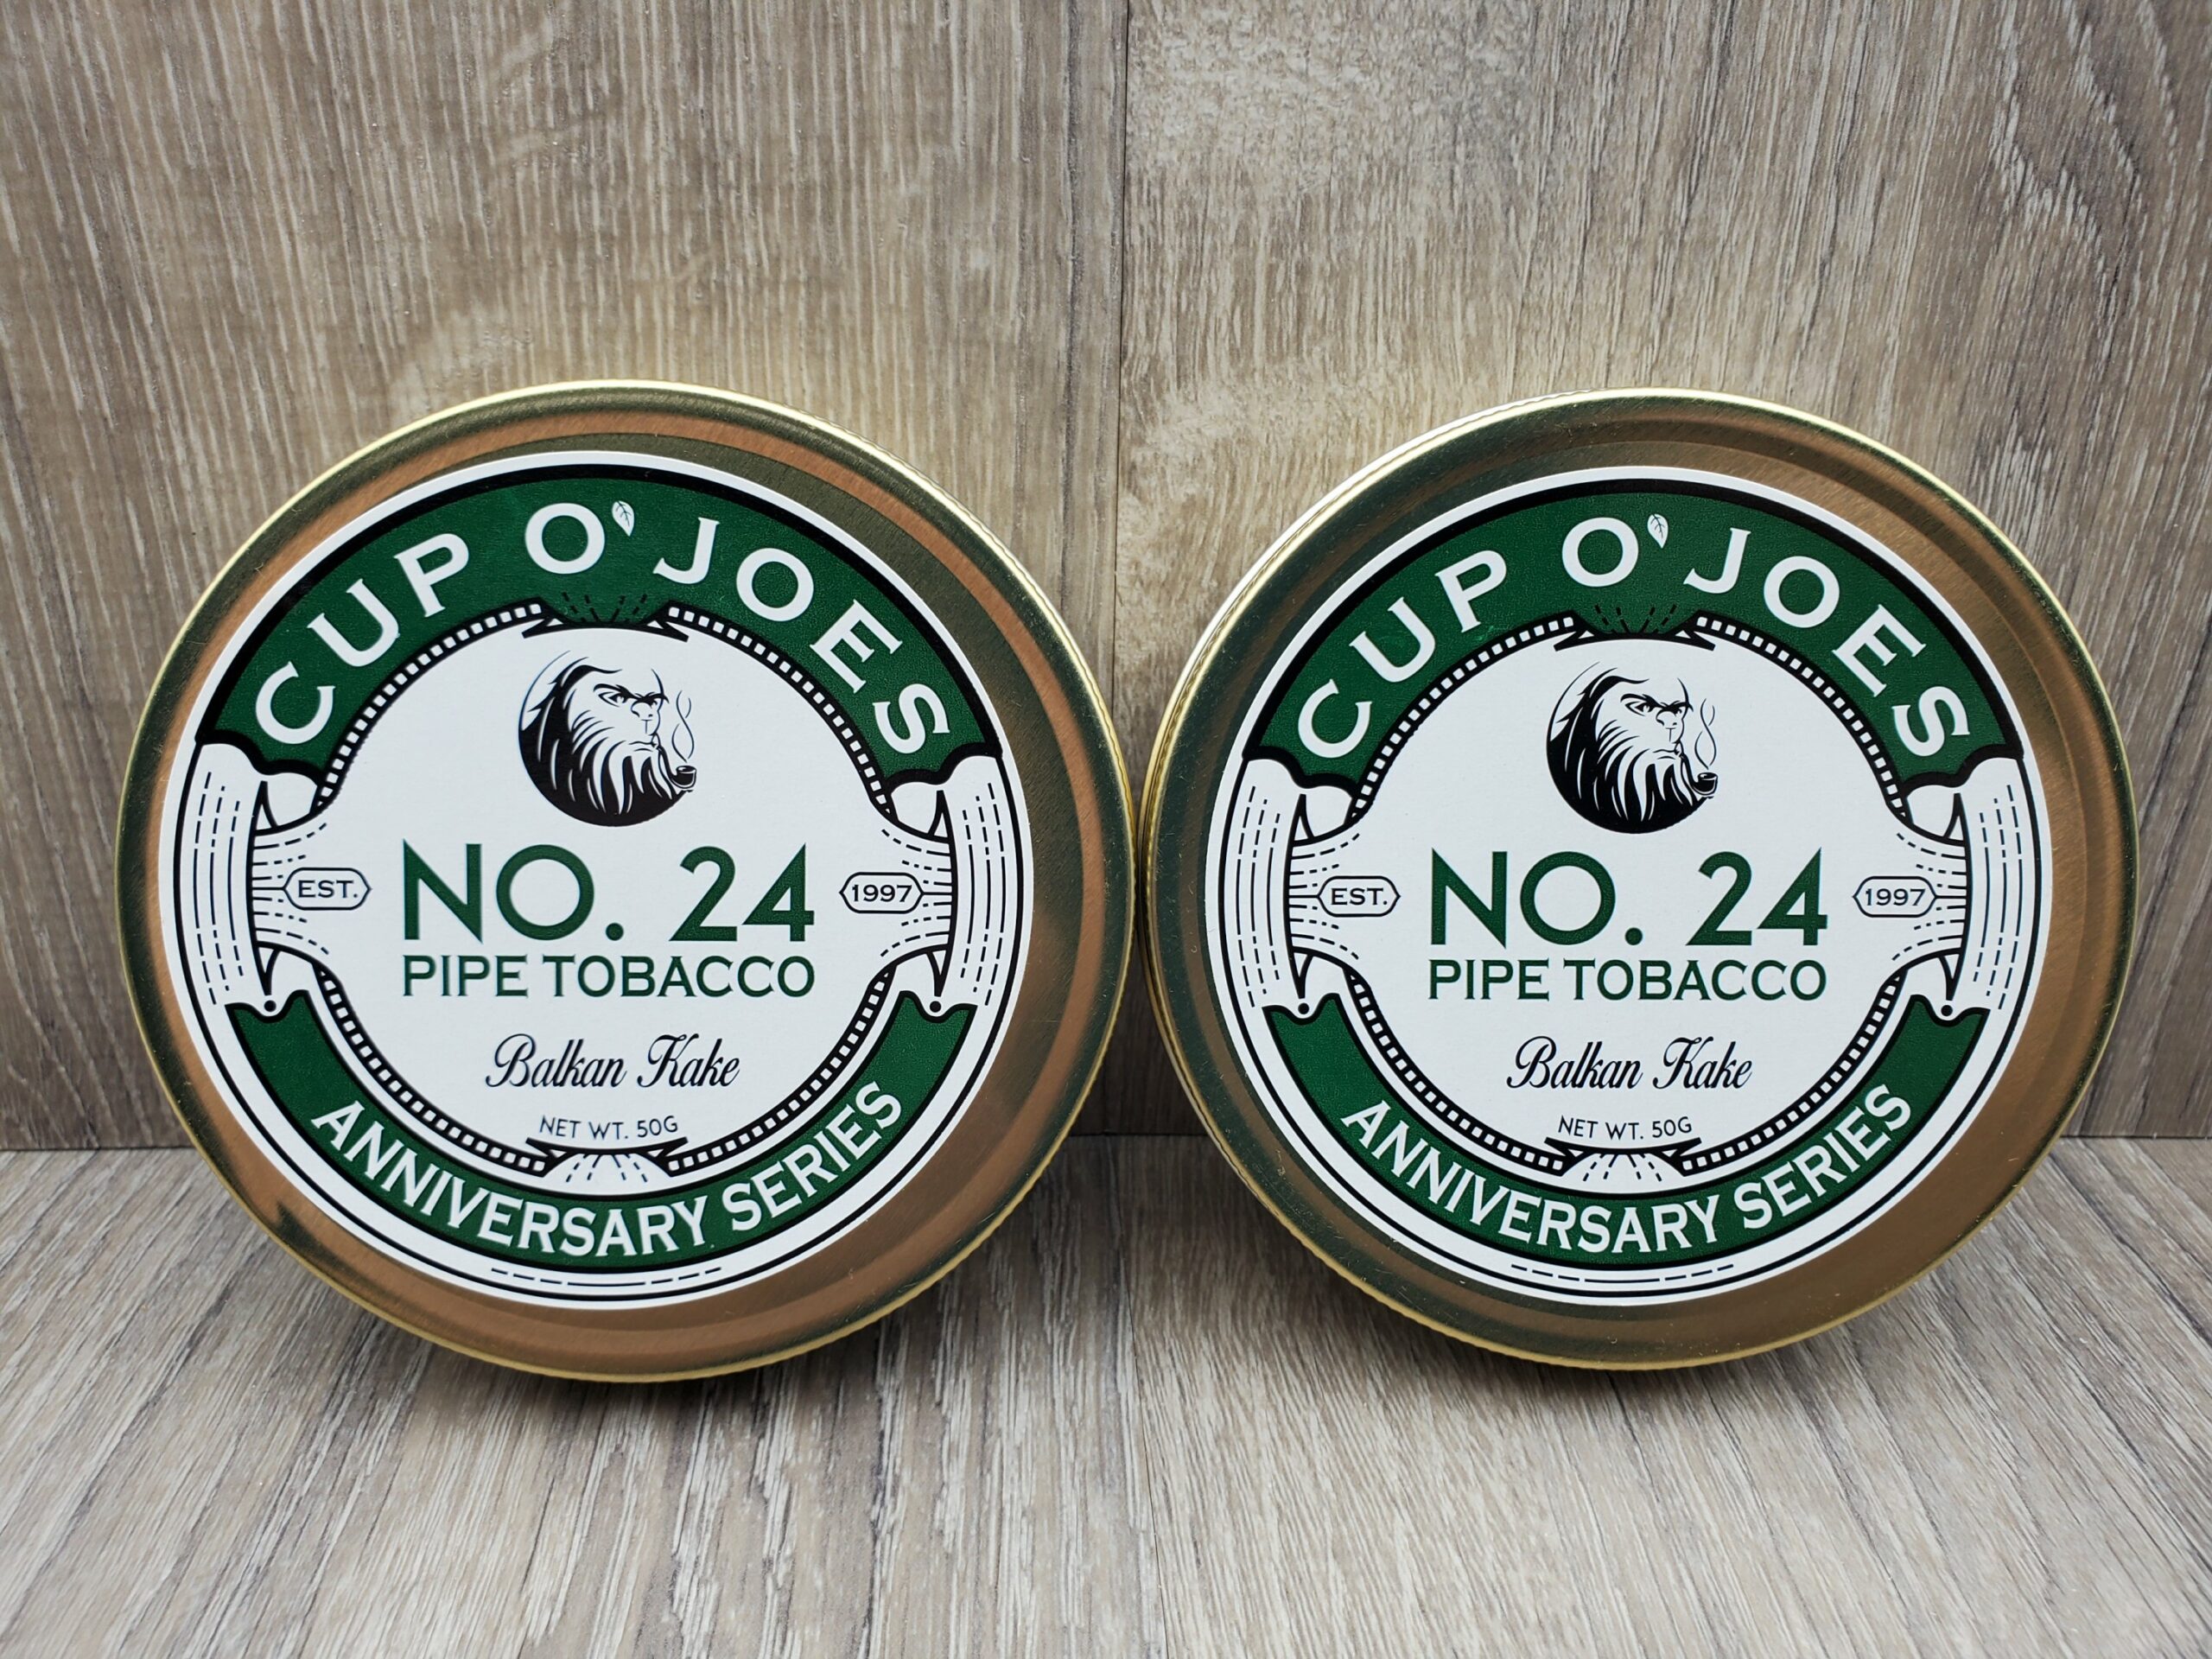 CUP O' JOES
EST.
NO. 24
1997
PIPE TOBACCO
Balkan Kake
NET WT. 50G
ANNIVERSARY SERIES
CUP O' JOES
EST.
NO. 24
1997
PIPE TOBACCO
Balkan Kake
NET WT. 50G
ANNIVERSARY SERIES